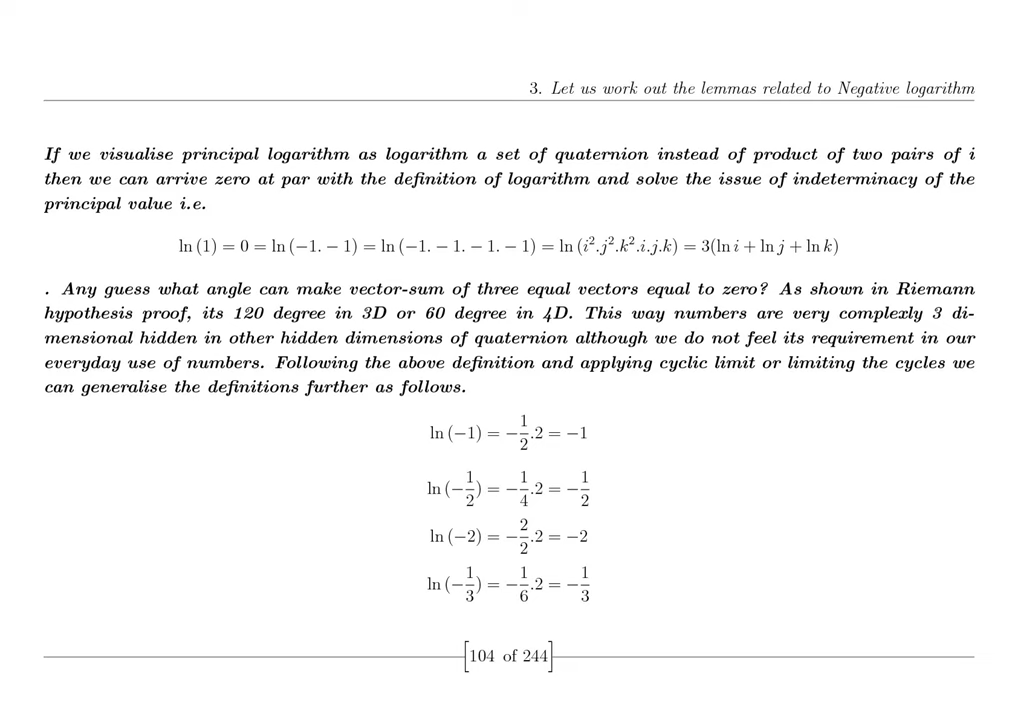 3. Let us work out the lemmas related to Negative logarithm
If we visualise principal logarithm as logarithm a set of quaternion instead of product of two pairs of i
then we can arrive zero at par with the definition of logarithm and solve the issue of indeterminacy of the
principal value i.e.
ln (1) = 0 = ln (−1. − 1) = ln (−1. − 1. − 1. − 1) = ln (i².j².k².i.j.k) = 3(ln i + ln j + ln k)
. Any guess what angle can make vector-sum of three equal vectors equal to zero? As shown in Riemann
hypothesis proof, its 120 degree in 3D or 60 degree in 4D. This way numbers are very complexly 3 di-
mensional hidden in other hidden dimensions of quaternion although we do not feel its requirement in our
everyday use of numbers. Following the above definition and applying cyclic limit or limiting the cycles we
can generalise the definitions further as follows.
ln (−1) = −1/2.2 = −1
ln (−1/2) = −1/4.2 = −1/2
ln (−2) = −2/2.2 = −2
ln (−1/3) = −1/6.2 = −1/3
[104 of 244]